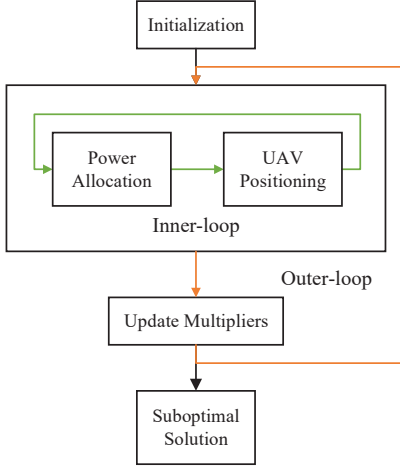 Initialization
Power
Allocation
UAV
Positioning
Inner-loop
Outer-loop
Update Multipliers
Suboptimal
Solution